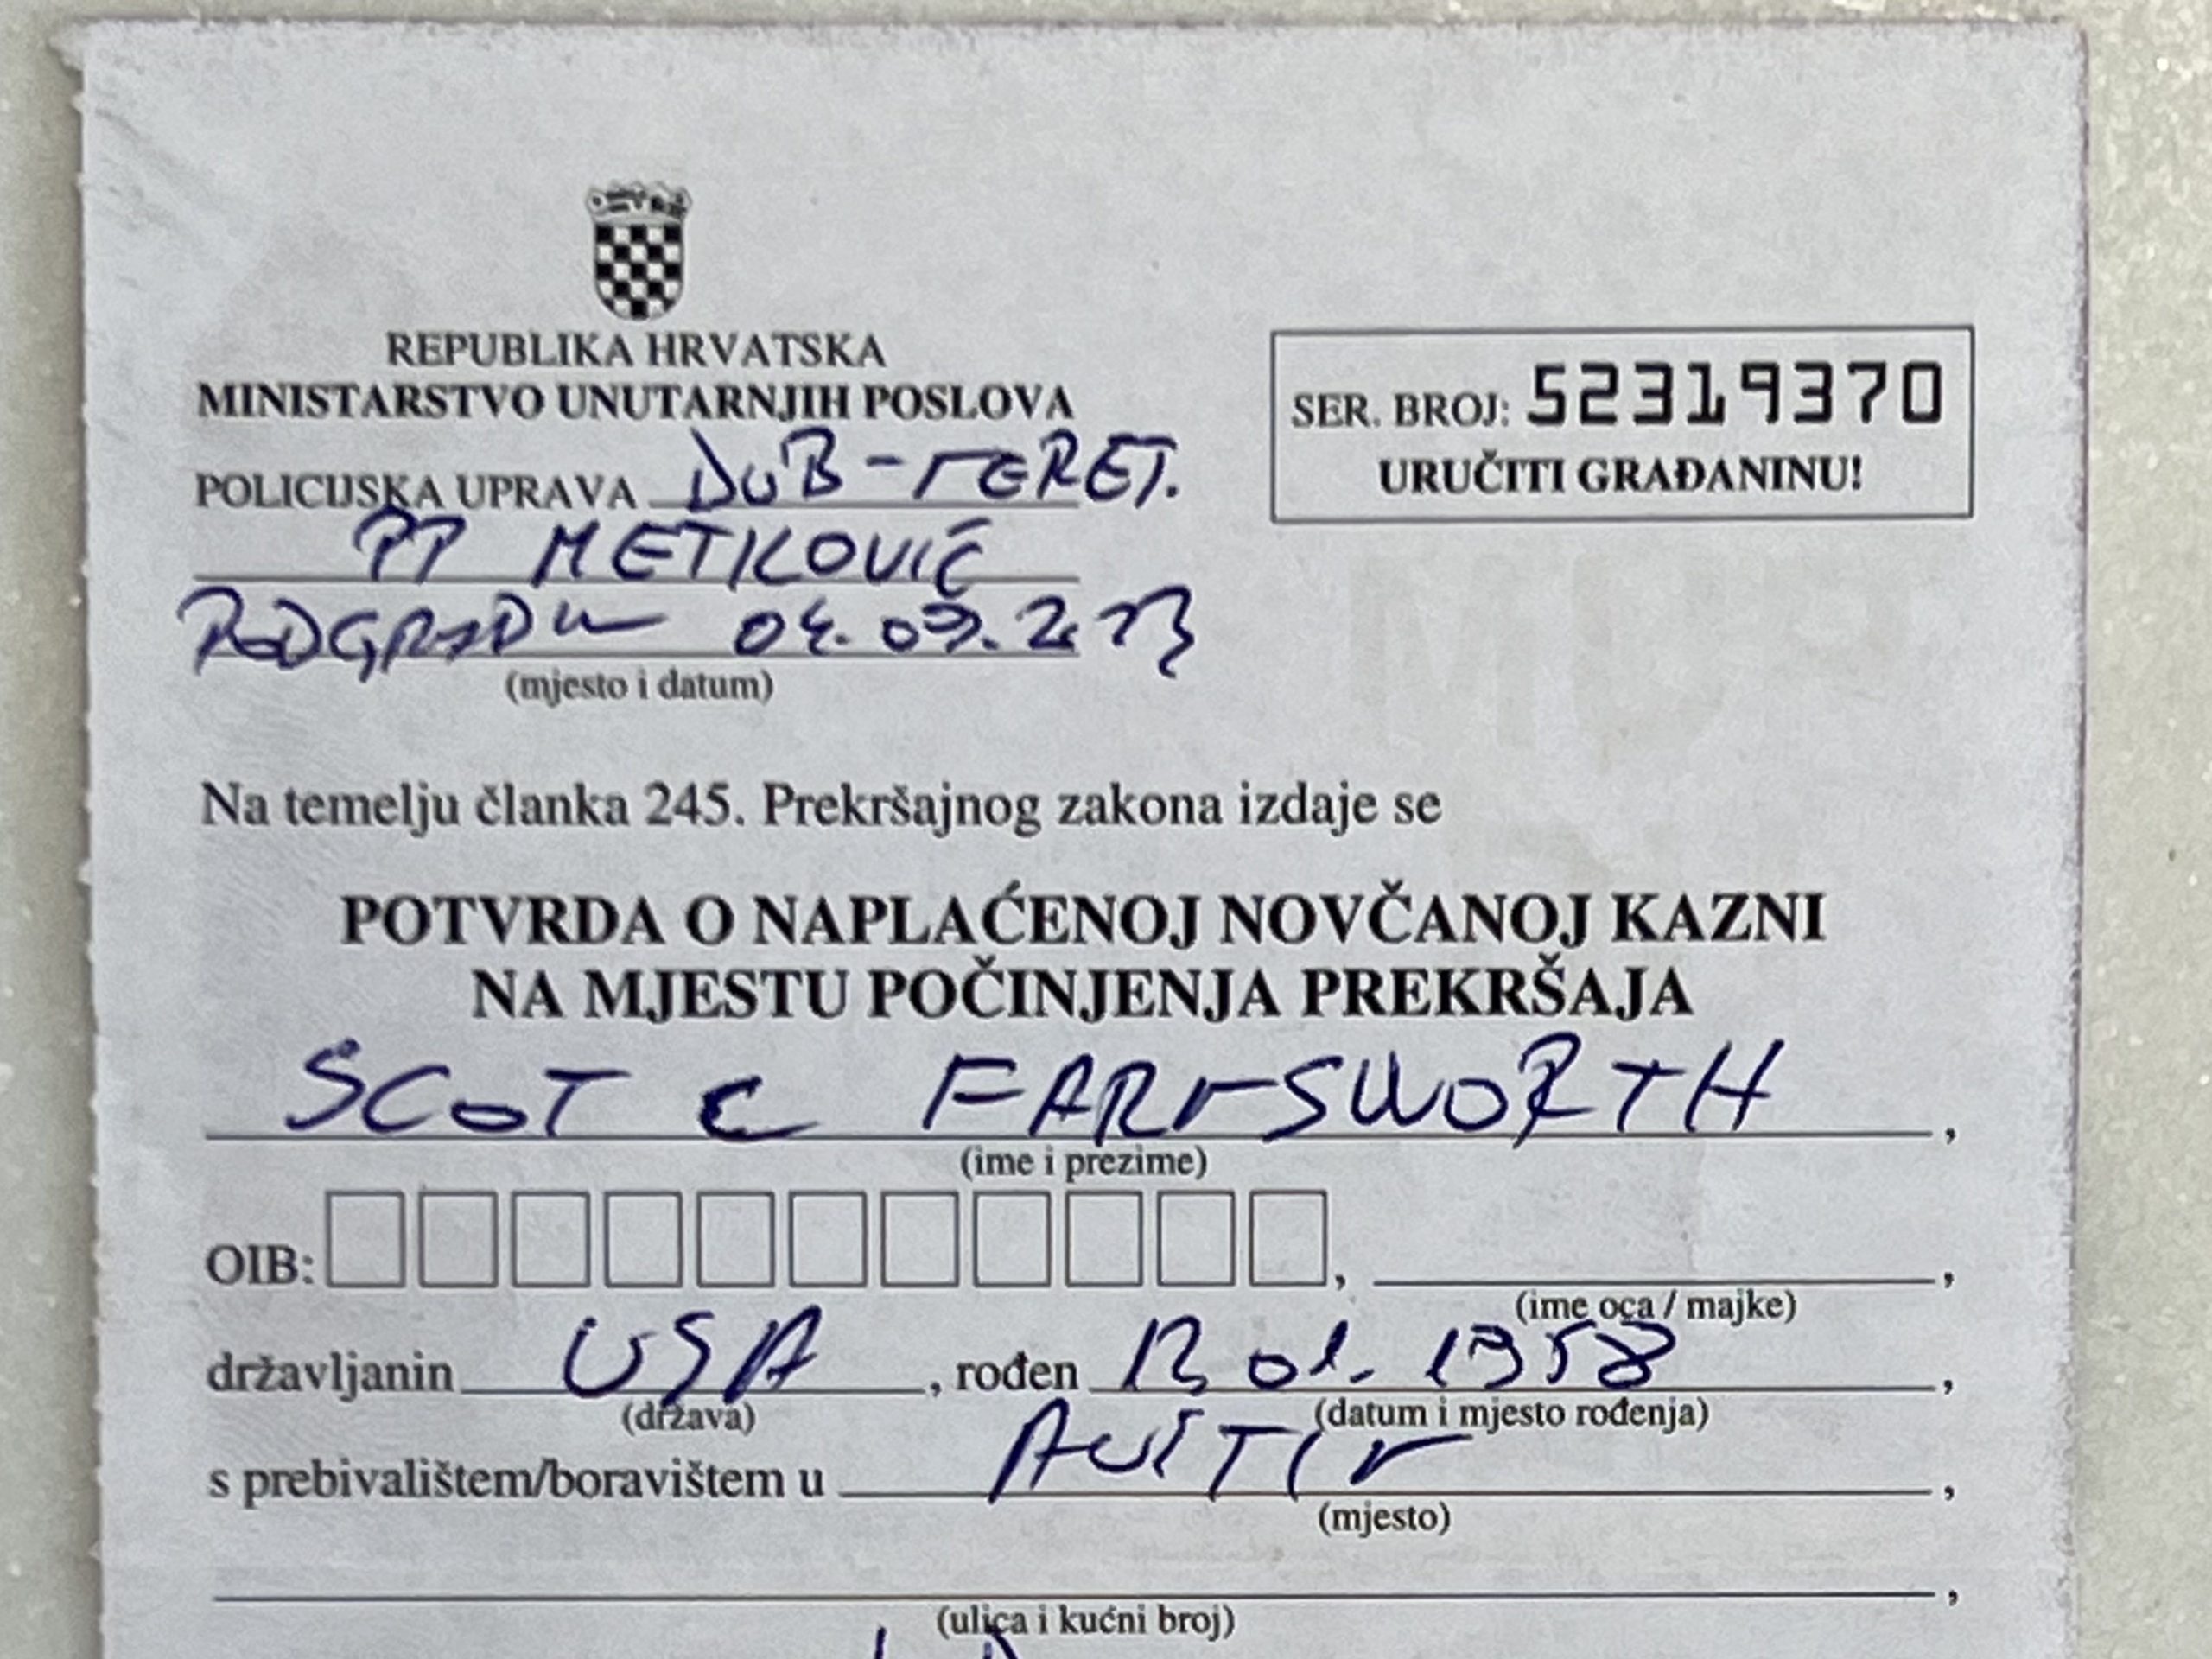 REPUBLIKA HRVATSKA
MINISTARSTVO UNUTARNJIH POSLOVA
SER. BROJ: 52319370
URUČITI GRAĐANINU!
POLICIJSKA UPRAVA DUB-NERET.
PP METKOVIĆ
04. 09. 2023
(mjesto i datum)
Na temelju članka 245. Prekršajnog zakona izdaje se
POTVRDA O NAPLAĆENOJ NOVČANOJ KAZNI
NA MJESTU POČINJENJA PREKRŠAJA
SCOT C FARNSWORTH,
(ime i prezime)
OIB: ,
(ime oca / majke)
državljanin USA, rođen 13 01. 1958,
(država) (datum i mjesto rođenja)
s prebivalištem/boravištem u AUSTIN,
(mjesto)
(ulica i kućni broj)